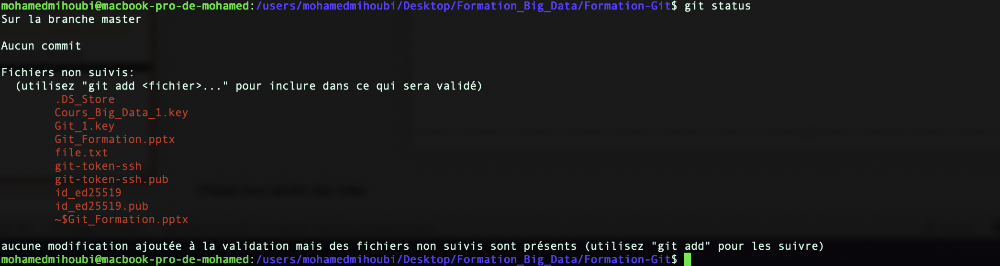 mohamedmihoubi@macbook-pro-de-mohamed:/users/mohamedmihoubi/Desktop/Formation_Big_Data/Formation-Git$ git status
Sur la branche master
Aucun commit
Fichiers non suivis:
(utilisez "git add <fichier>..." pour inclure dans ce qui sera validé)
.DS_Store
Cours_Big_Data_1.key
Git_1.key
Git_Formation.pptx
file.txt
git-token-ssh
git-token-ssh.pub
id_ed25519
id_ed25519.pub
~$Git_Formation.pptx
aucune modification ajoutée à la validation mais des fichiers non suivis sont présents (utilisez "git add" pour les suivre)
mohamedmihoubi@macbook-pro-de-mohamed:/users/mohamedmihoubi/Desktop/Formation_Big_Data/Formation-Git$